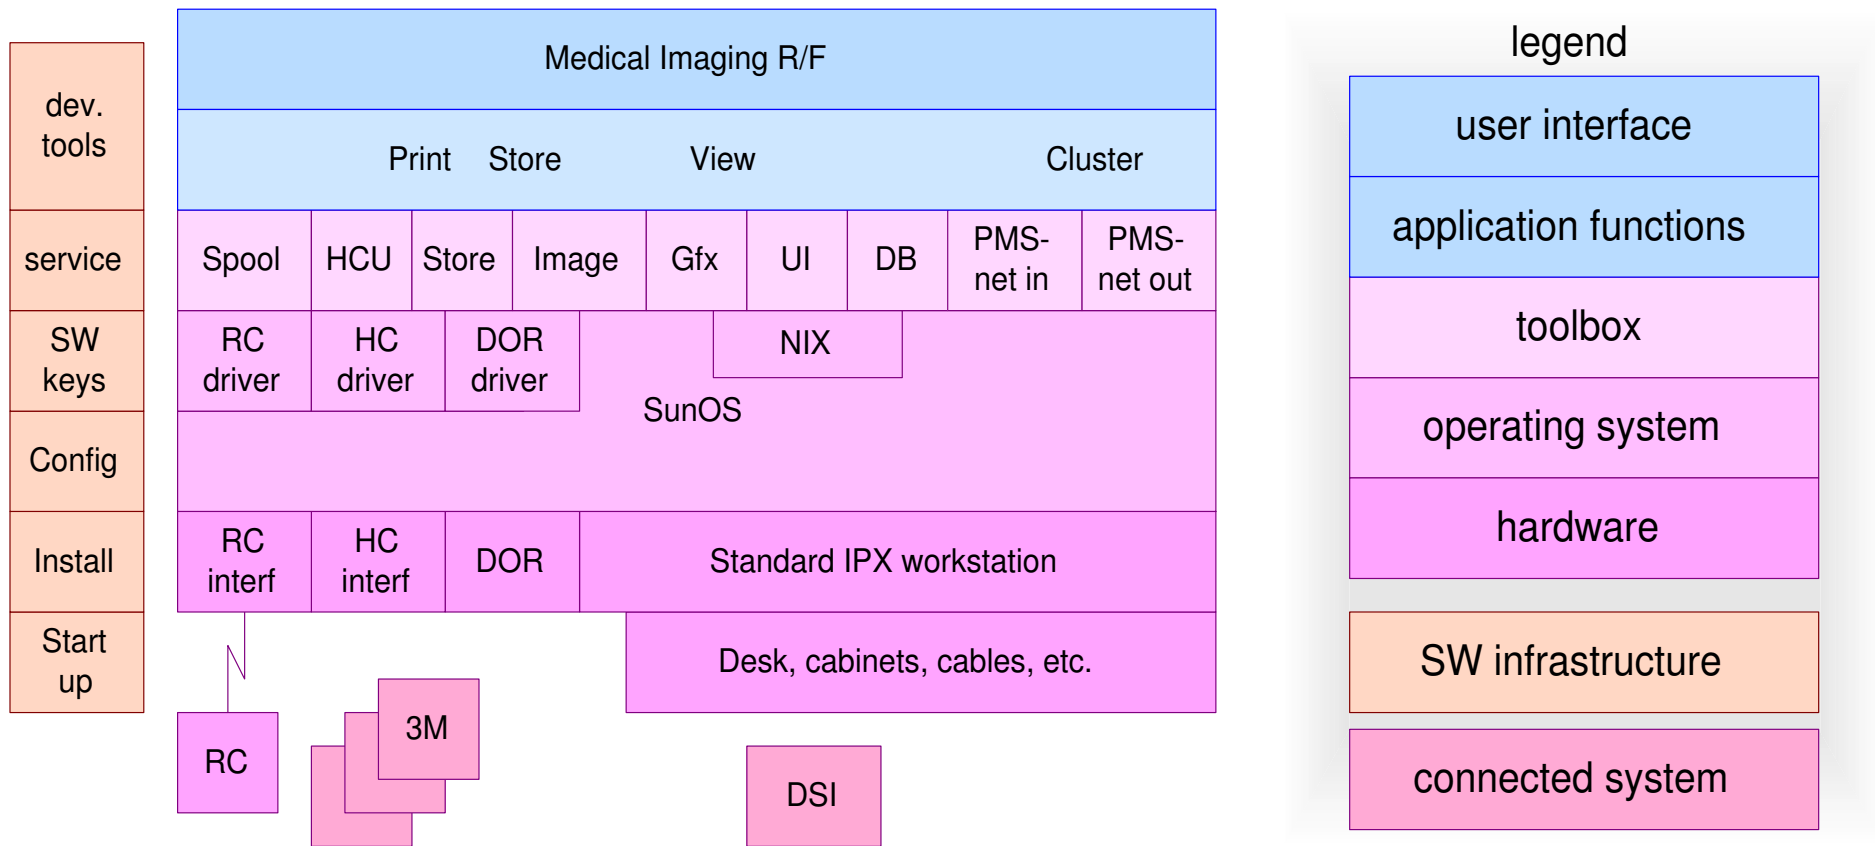 legend
Medical Imaging R/F
dev.
tools
Print Store View Cluster
service
Spool
HCU
Store
Image
Gfx
UI
DB
PMS-
net in
PMS-
net out
SW
keys
RC
driver
HC
driver
DOR
driver
NIX
SunOS
Config
Install
RC
interf
HC
interf
DOR
Standard IPX workstation
Start
up
Desk, cabinets, cables, etc.
RC
3M
DSI
user interface
application functions
toolbox
operating system
hardware
SW infrastructure
connected system